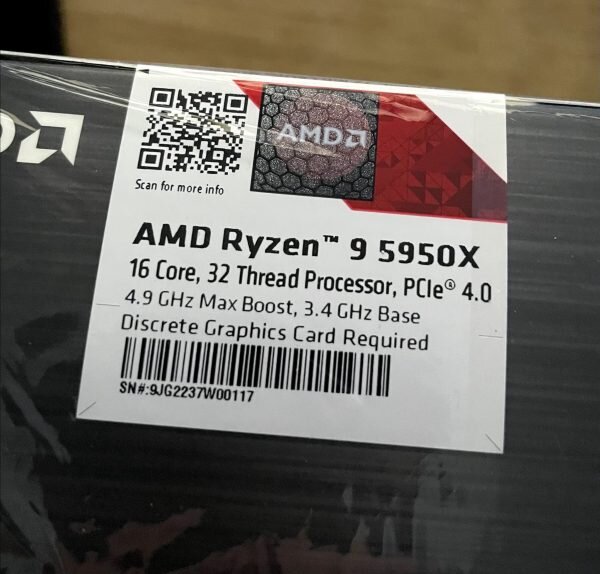 AMD
Scan for more info
AMD Ryzen™ 9 5950X
16 Core, 32 Thread Processor, PCIe® 4.0
4.9 GHz Max Boost, 3.4 GHz Base
Discrete Graphics Card Required
SN#:9JG2237W00117